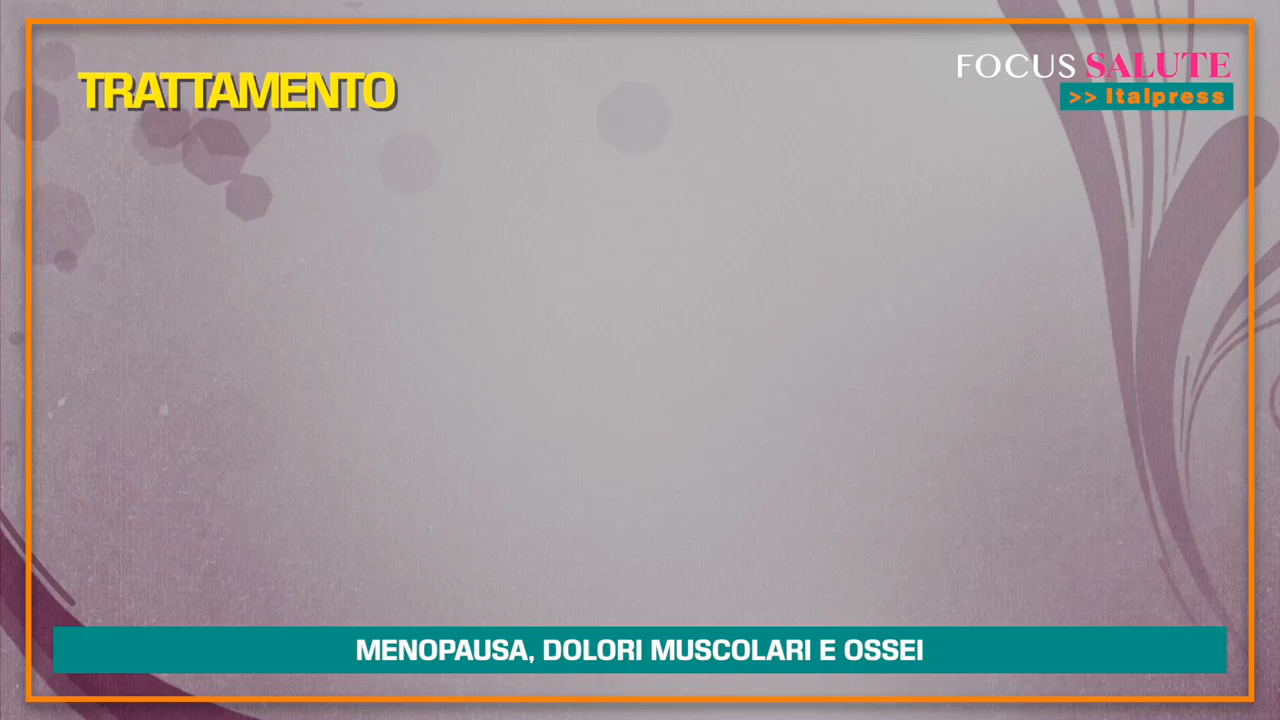 TRATTAMENTO
FOCUS SALUTE
>> Italpress
MENOPAUSA, DOLORI MUSCOLARI E OSSEI